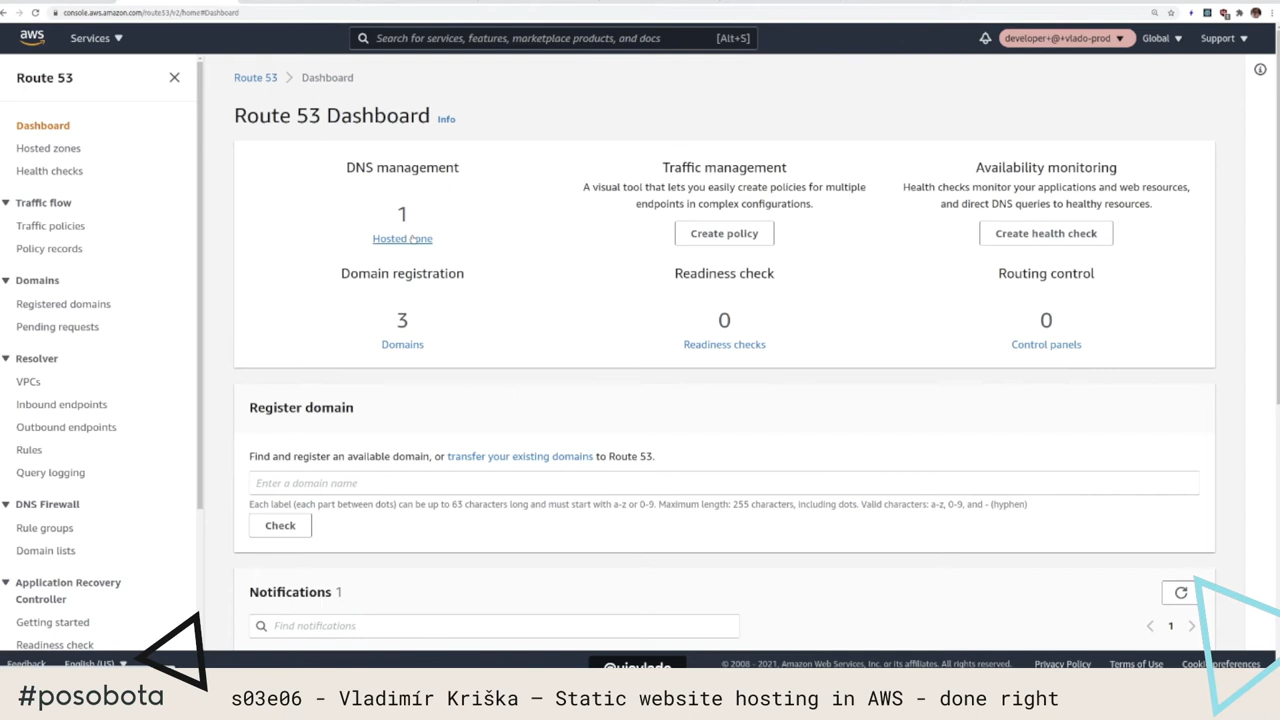 console.aws.amazon.com/route53/v2/home#Dashboard
aws Services Search for services, features, marketplace products, and docs [Alt+S] developer+@+vlado-prod Global Support
Route 53
Dashboard
Hosted zones
Health checks
Traffic flow
Traffic policies
Policy records
Domains
Registered domains
Pending requests
Resolver
VPCs
Inbound endpoints
Outbound endpoints
Rules
Query logging
DNS Firewall
Rule groups
Domain lists
Application Recovery
Controller
Getting started
Readiness check
Route 53 Dashboard
Route 53 Dashboard Info
DNS management
1
Hosted zone
Traffic management
A visual tool that lets you easily create policies for multiple
endpoints in complex configurations.
Create policy
Availability monitoring
Health checks monitor your applications and web resources,
and direct DNS queries to healthy resources.
Create health check
Domain registration
3
Domains
Readiness check
0
Readiness checks
Routing control
0
Control panels
Register domain
Find and register an available domain, or transfer your existing domains to Route 53.
Enter a domain name
Each label (each part between dots) can be up to 63 characters long and must start with a-z or 0-9. Maximum length: 255 characters, including dots. Valid characters: a-z, 0-9, and - (hyphen)
Check
Notifications 1
Find notifications
1
Feedback English (US) © 2008 - 2021, Amazon Web Services, Inc. or its affiliates. All rights reserved. Privacy Policy Terms of Use Cookie preferences
#posobota s03e06 - Vladimír Kriška – Static website hosting in AWS - done right